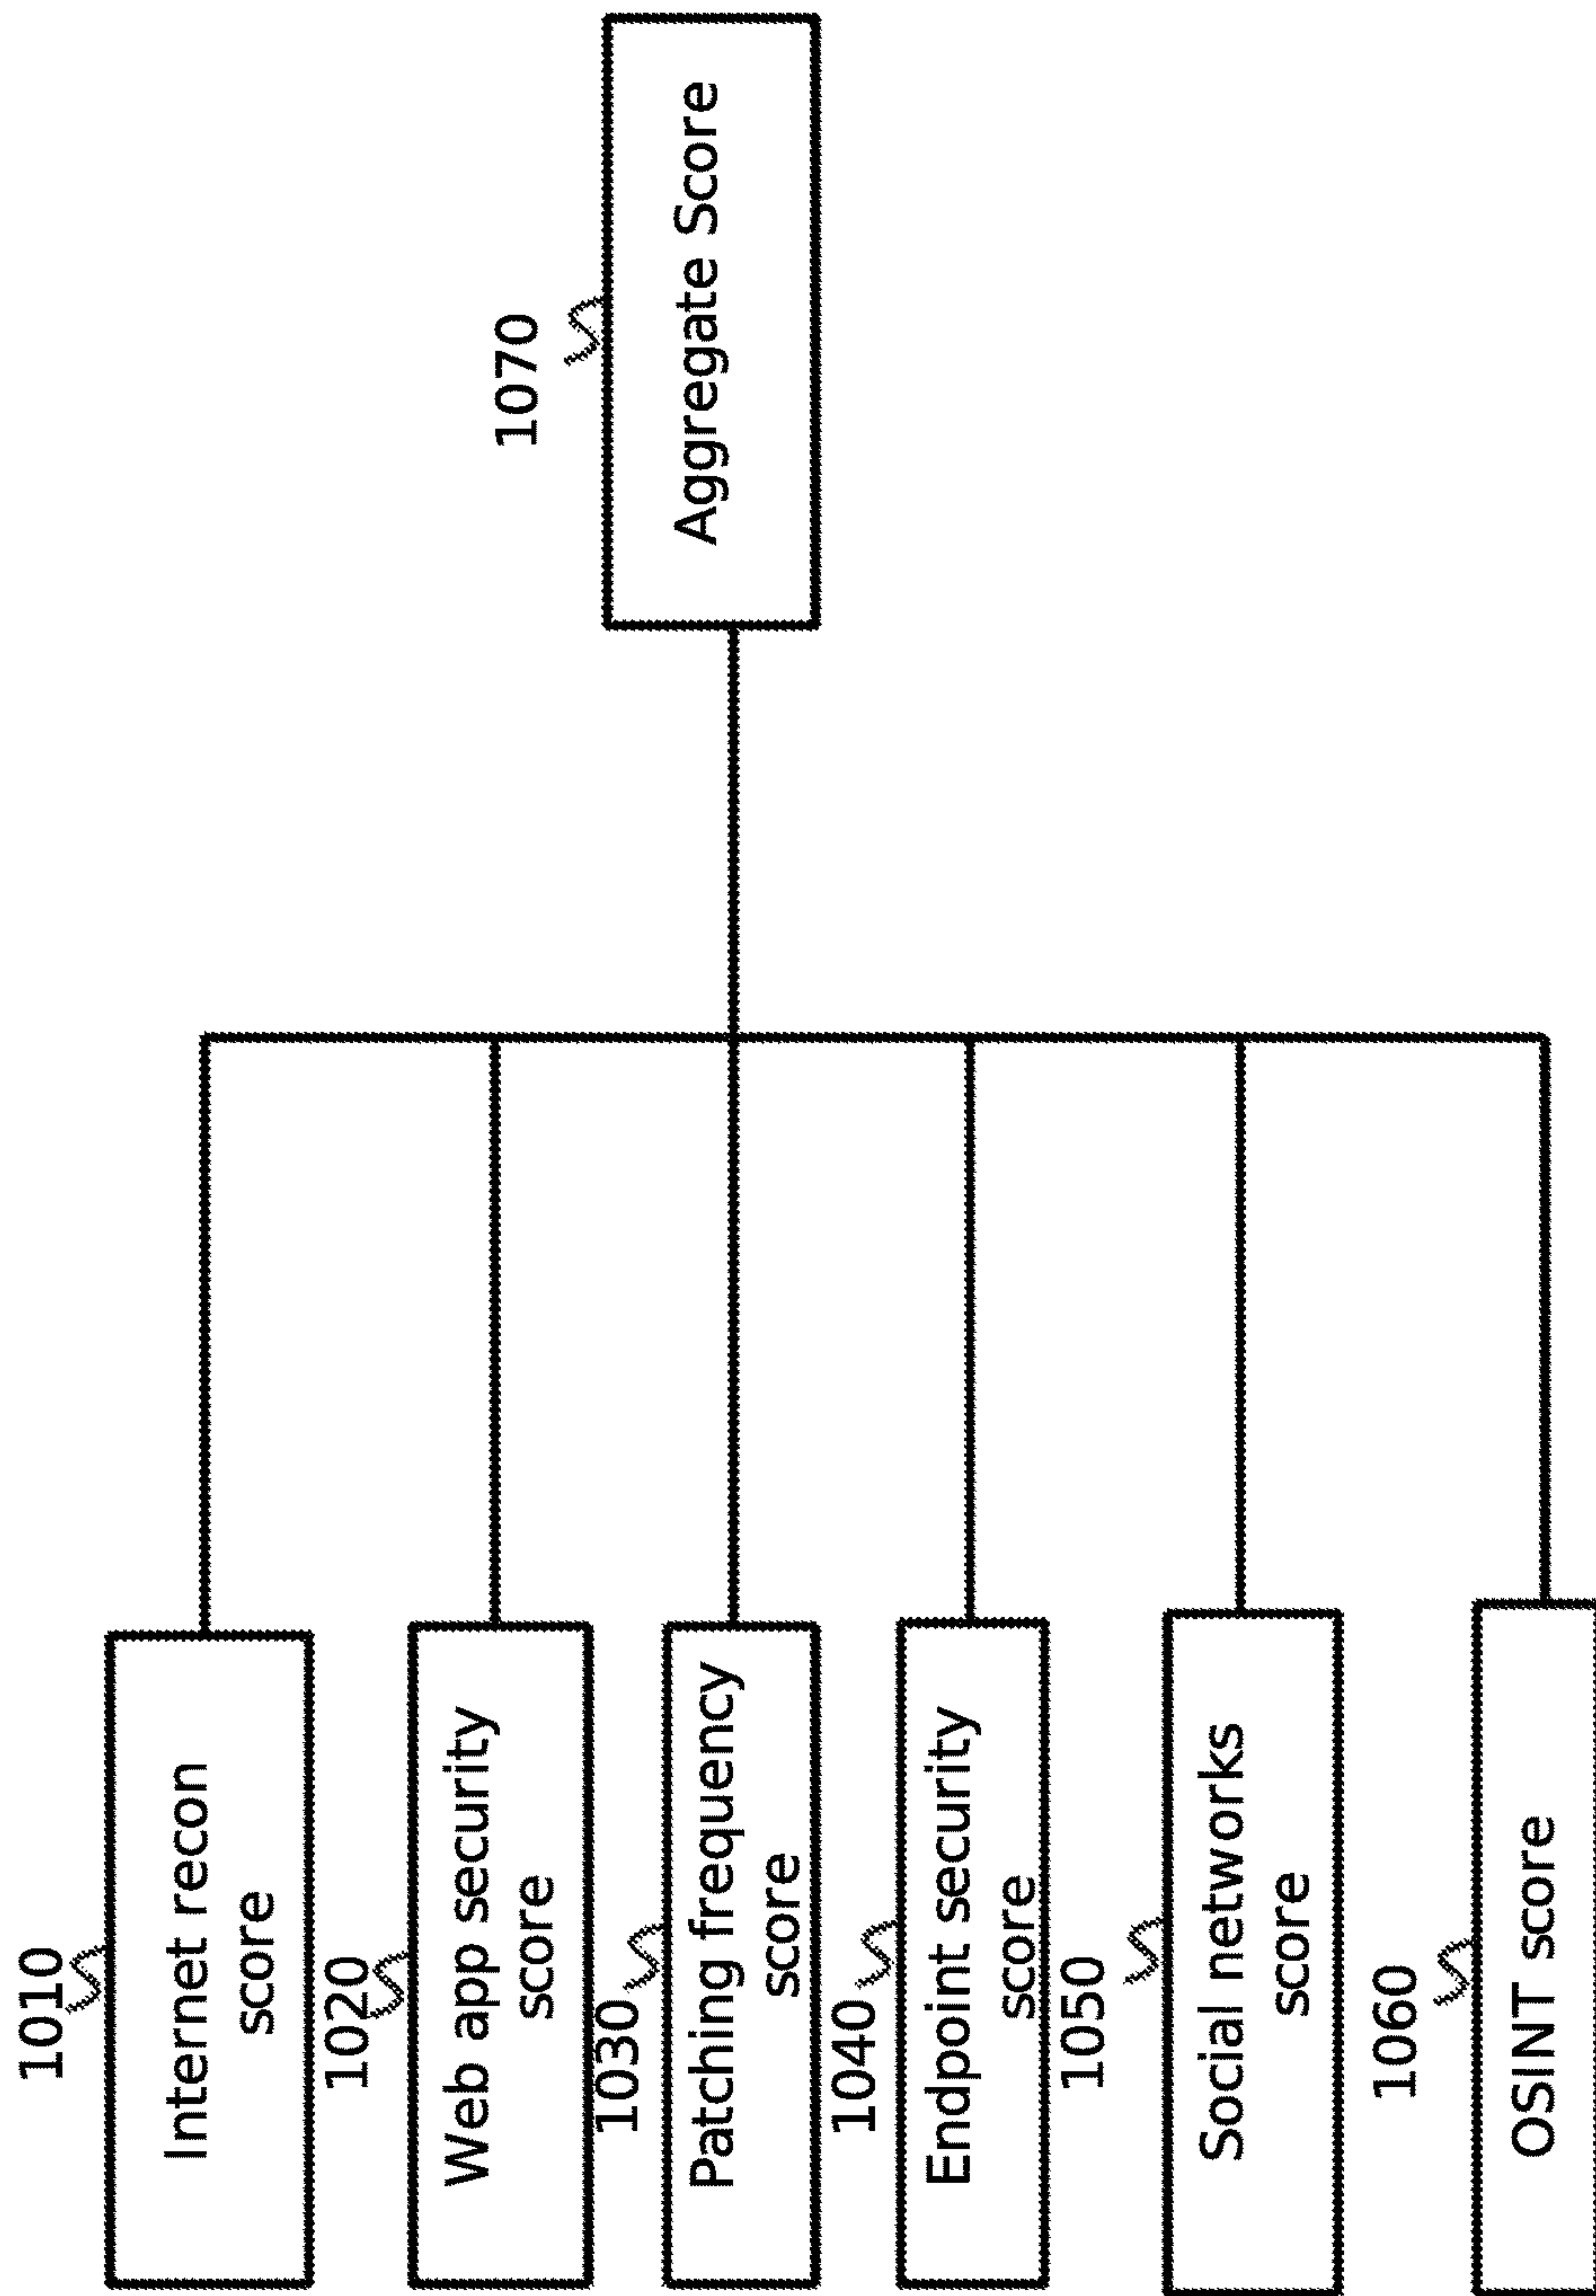 1010
Internet recon
score
1020
Web app security
score
1030
Patching frequency
score
1040
Endpoint security
score
1050
Social networks
score
1060
OSINT score
1070
Aggregate Score